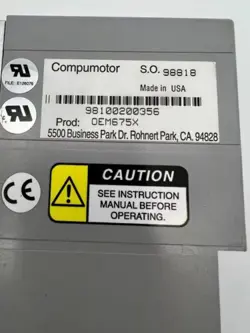 Compumotor S.O. 98818
Made in USA
98100200356
Prod: OEM675X
5500 Business Park Dr. Rohnert Park, CA. 94828
CAUTION
SEE INSTRUCTION
MANUAL BEFORE
OPERATING.
CE